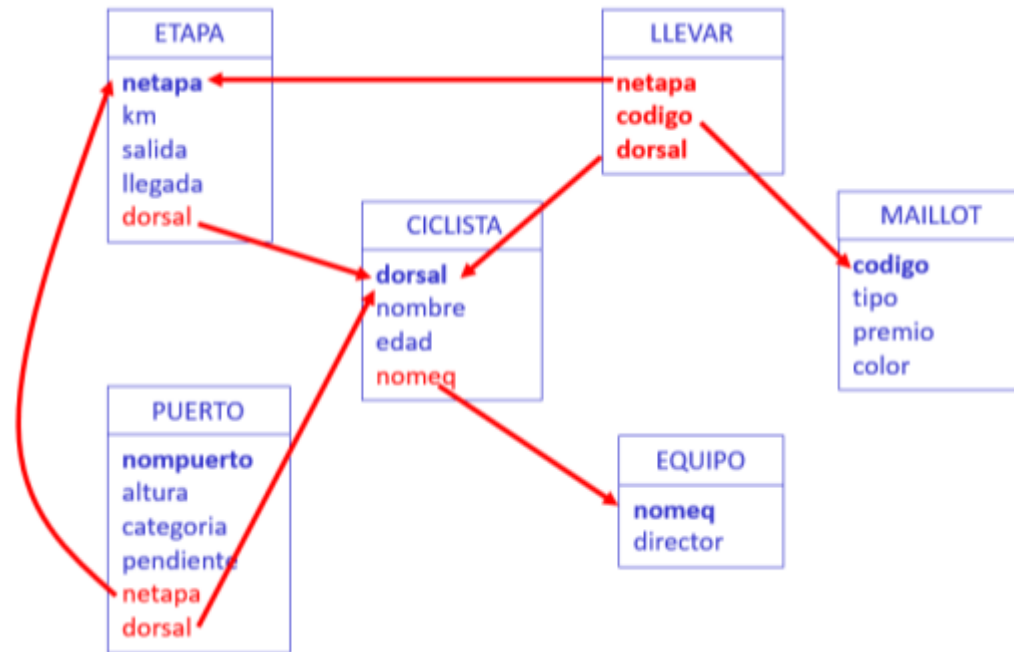 ETAPA
netapa
km
salida
llegada
dorsal
LLEVAR
netapa
codigo
dorsal
CICLISTA
dorsal
nombre
edad
nomeq
MAILLOT
codigo
tipo
premio
color
PUERTO
nompuerto
altura
categoria
pendiente
netapa
dorsal
EQUIPO
nomeq
director